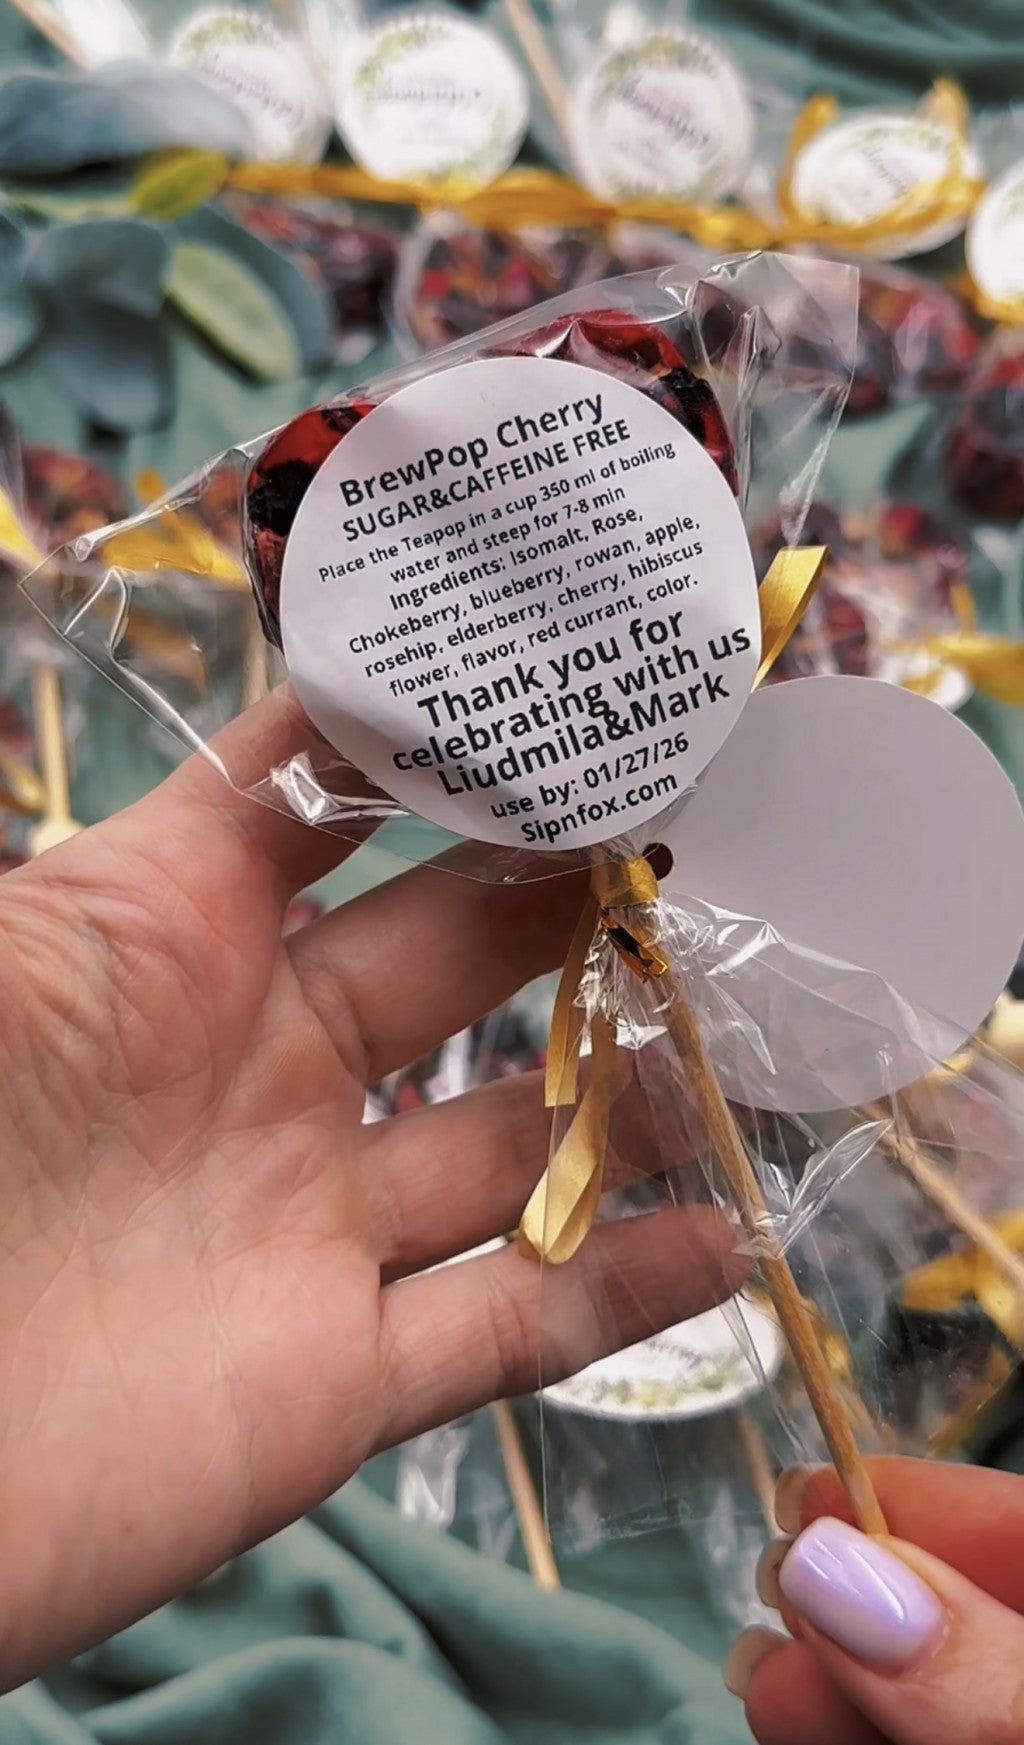 BrewPop Cherry
SUGAR&CAFFEINE FREE
Place the Teapop in a cup 350 ml of boiling
water and steep for 7-8 min
Ingredients: Isomalt, Rose,
Chokeberry, blueberry, rowan, apple,
rosehip, elderberry, cherry, hibiscus
flower, flavor, red currant, color.
Thank you for
celebrating with us
Liudmila&Mark
use by: 01/27/26
Sipnfox.com